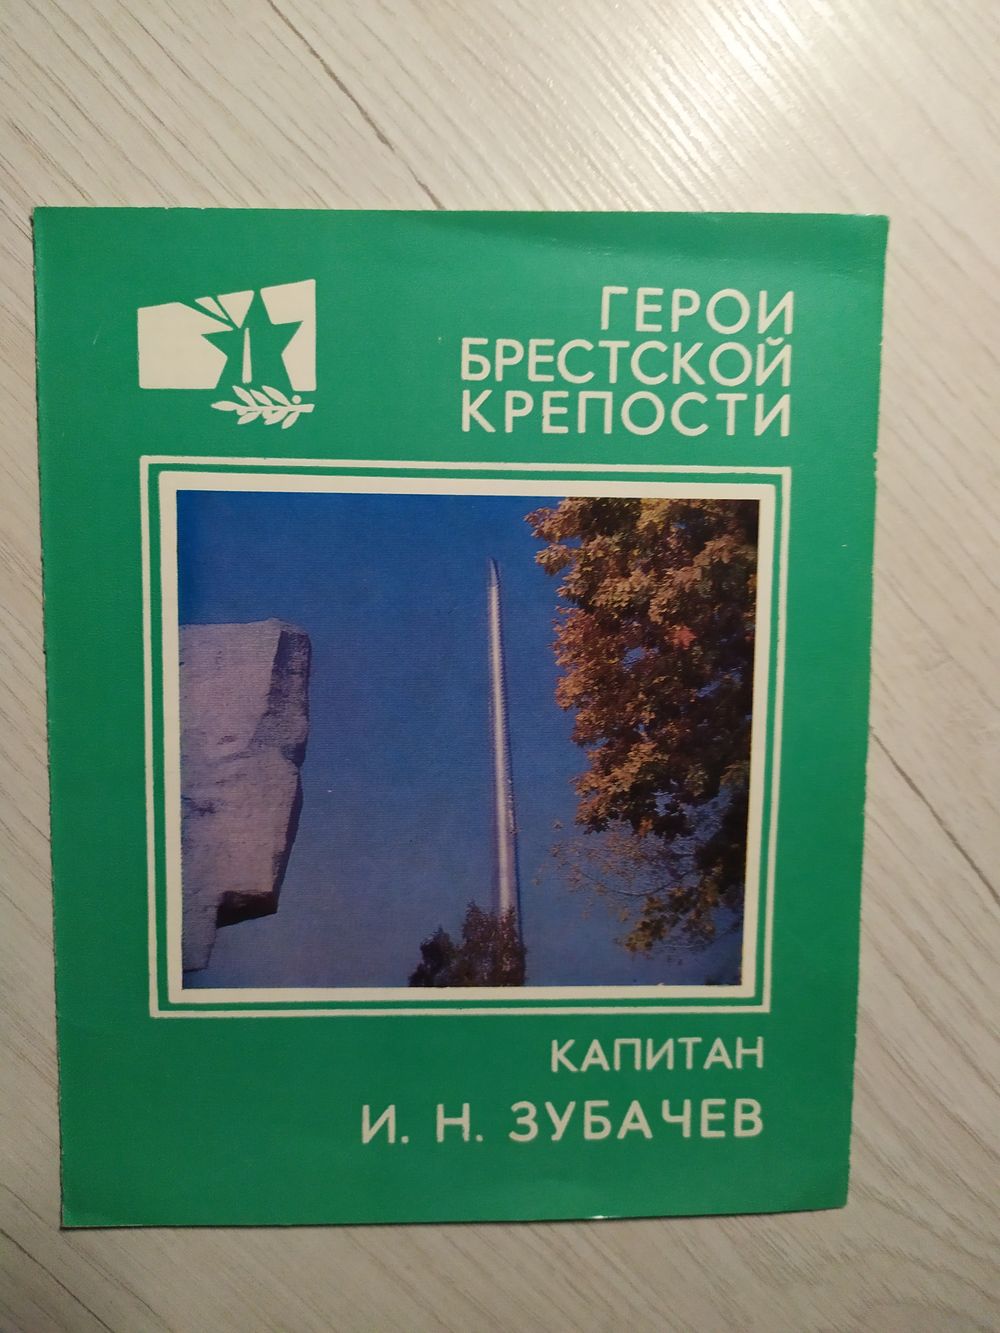 ГЕРОИ
БРЕСТСКОЙ
КРЕПОСТИ
КАПИТАН
И. Н. ЗУБАЧЕВ